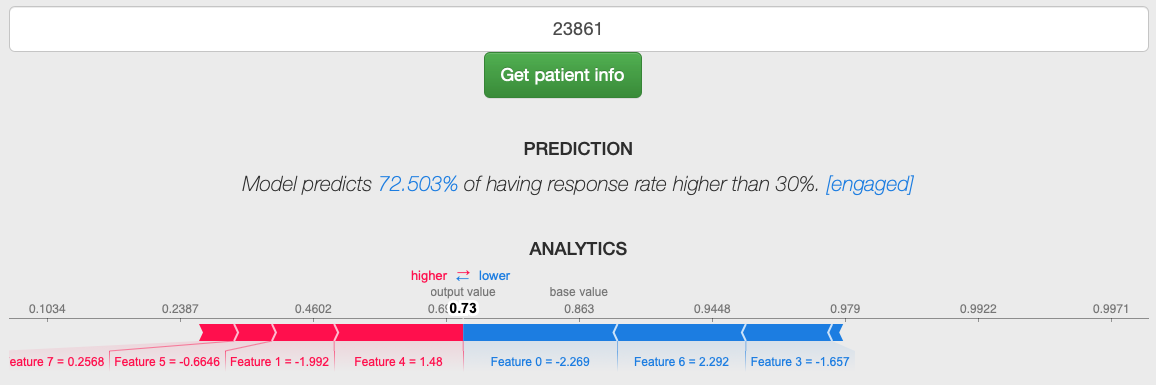 23861
Get patient info
PREDICTION
Model predicts 72.503% of having response rate higher than 30%. [engaged]
ANALYTICS
higher ⇄ lower
output value base value
0.1034 0.2387 0.4602 0.69 0.73 0.863 0.9448 0.979 0.9922 0.9971
eature 7 = 0.2568 Feature 5 = -0.6646 Feature 1 = -1.992 Feature 4 = 1.48 Feature 0 = -2.269 Feature 6 = 2.292 Feature 3 = -1.657